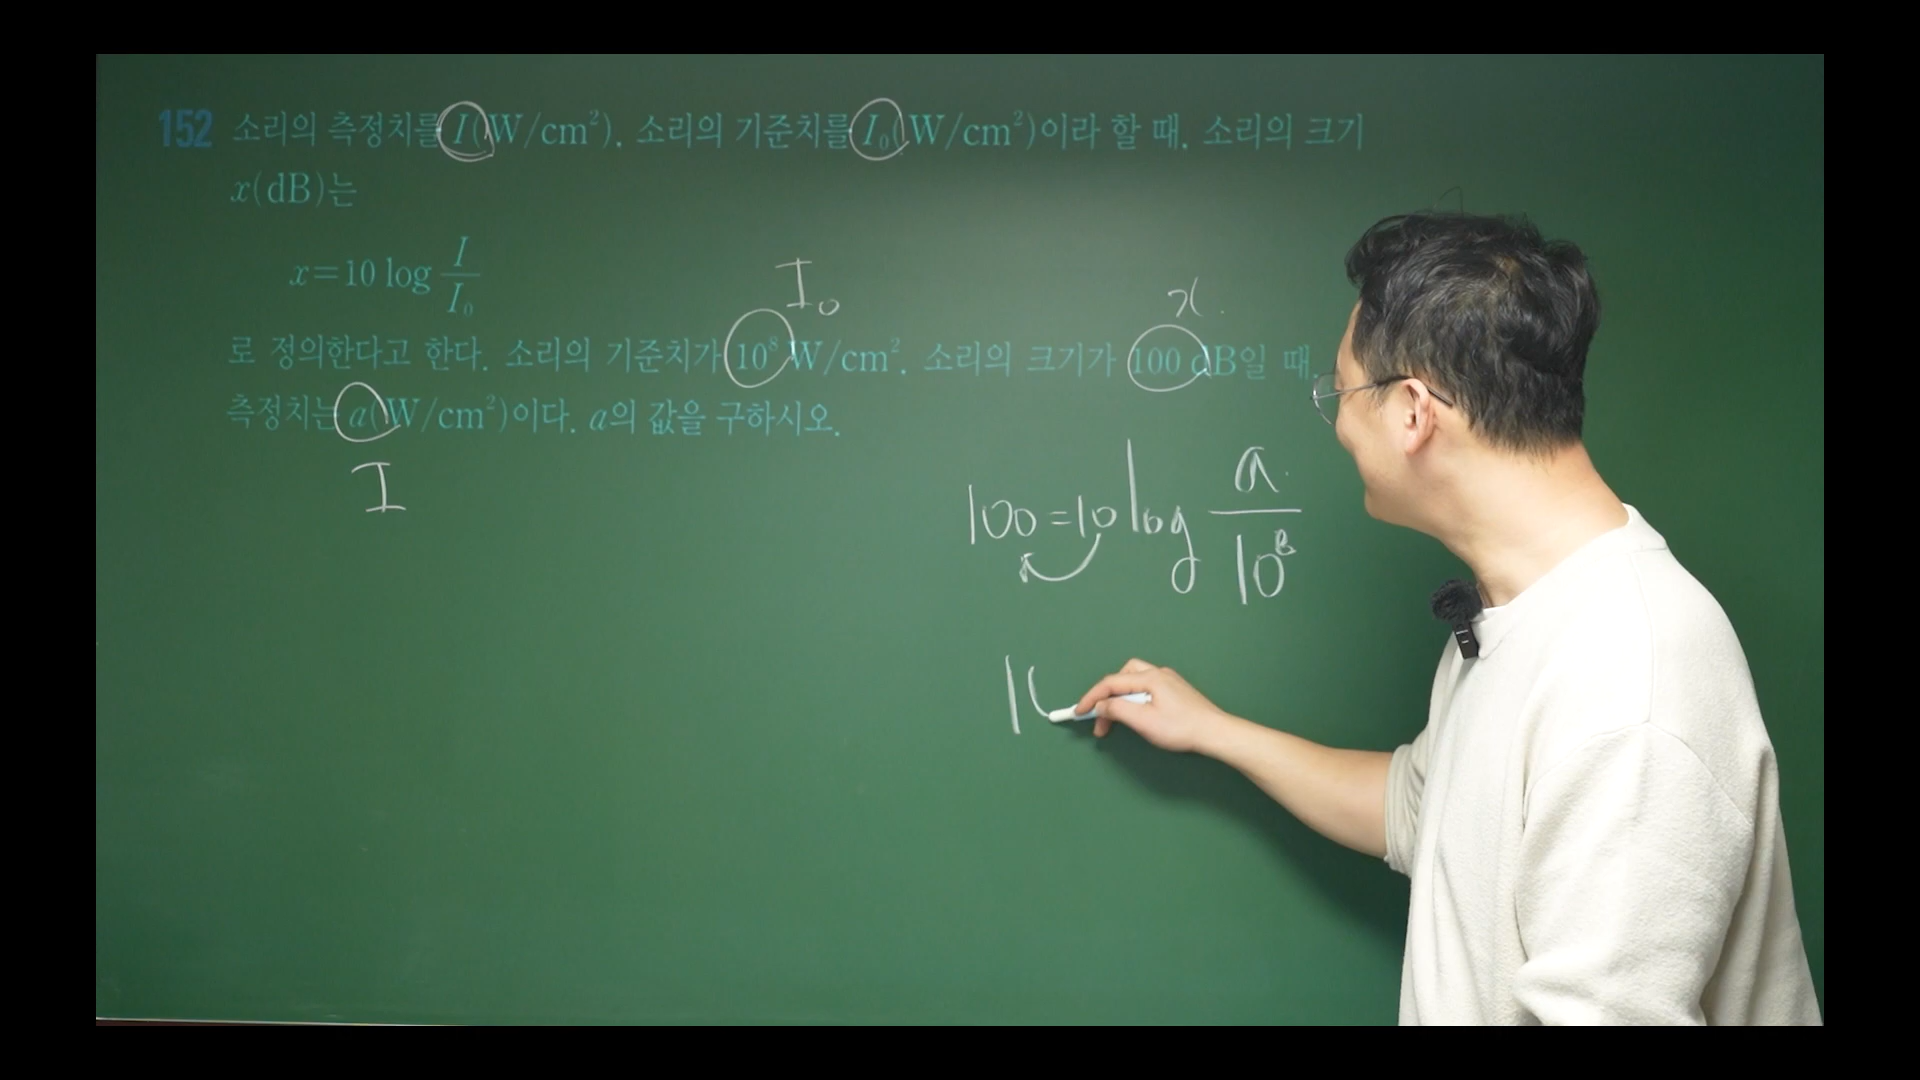 152 소리의 측정치를 I(W/cm²), 소리의 기준치를 I₀(W/cm²)이라 할 때, 소리의 크기
x(dB)는
x=10 log I/I₀
I₀
x
로 정의한다고 한다. 소리의 기준치가 10⁸ W/cm², 소리의 크기가 100 dB일 때,
측정치는 a(W/cm²)이다. a의 값을 구하시오.
I
100=10 log a/10⁸